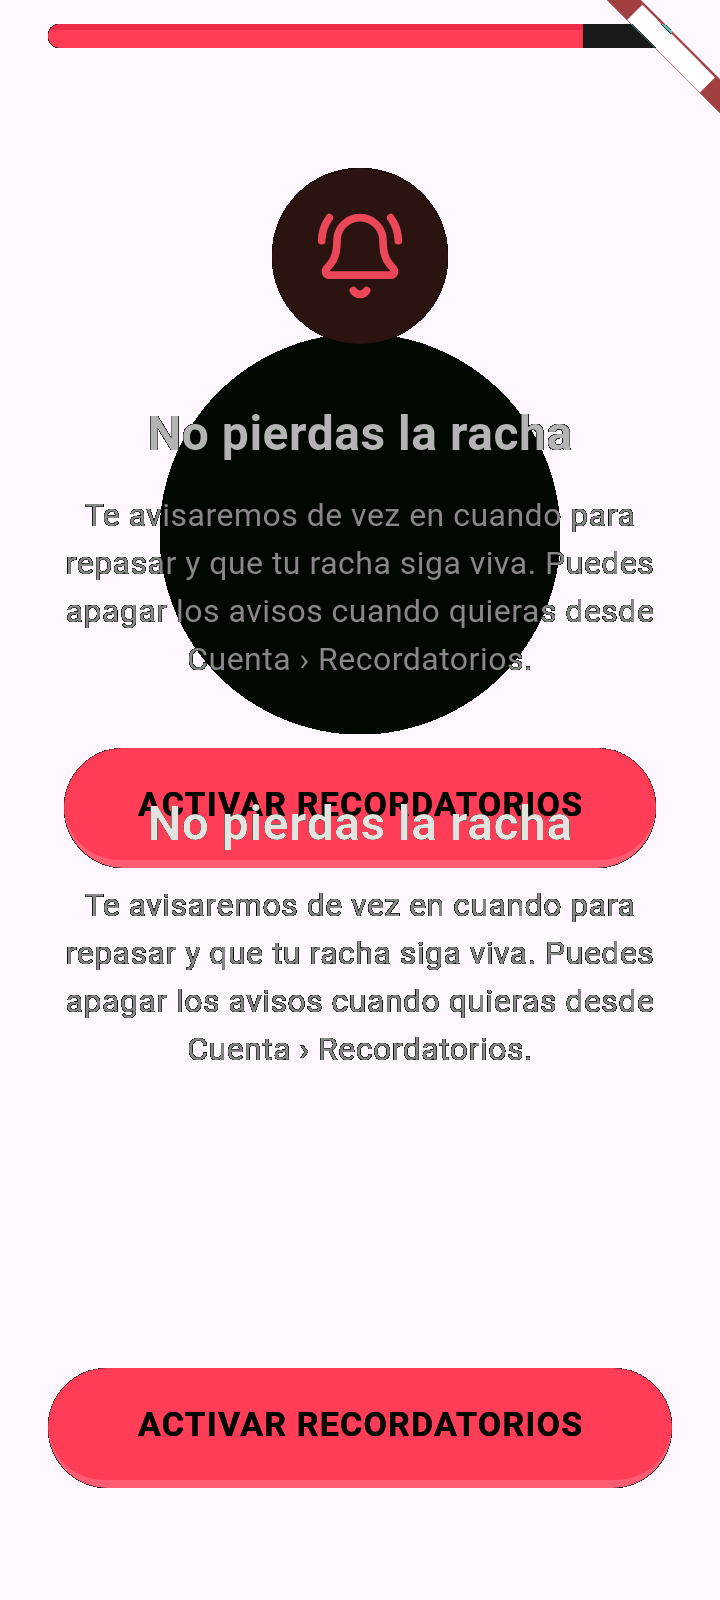 No pierdas la racha
Te avisaremos de vez en cuando para
repasar y que tu racha siga viva. Puedes
apagar los avisos cuando quieras desde
Cuenta › Recordatorios.
ACTIVAR RECORDATORIOS
No pierdas la racha
Te avisaremos de vez en cuando para
repasar y que tu racha siga viva. Puedes
apagar los avisos cuando quieras desde
Cuenta › Recordatorios.
ACTIVAR RECORDATORIOS